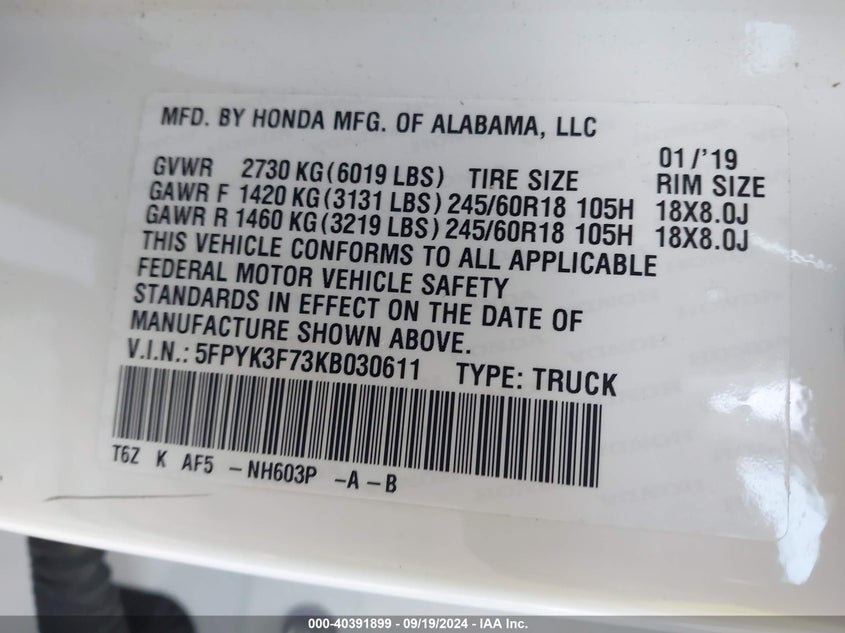 MFD. BY HONDA MFG. OF ALABAMA, LLC
01/'19
GVWR 2730 KG(6019 LBS) TIRE SIZE RIM SIZE
GAWR F 1420 KG(3131 LBS) 245/60R18 105H 18X8.0J
GAWR R 1460 KG(3219 LBS) 245/60R18 105H 18X8.0J
THIS VEHICLE CONFORMS TO ALL APPLICABLE
FEDERAL MOTOR VEHICLE SAFETY
STANDARDS IN EFFECT ON THE DATE OF
MANUFACTURE SHOWN ABOVE.
V.I.N.: 5FPYK3F73KB030611 TYPE: TRUCK
T6Z K AF5 -NH603P -A-B
000-40391899 - 09/19/2024 - IAA Inc.